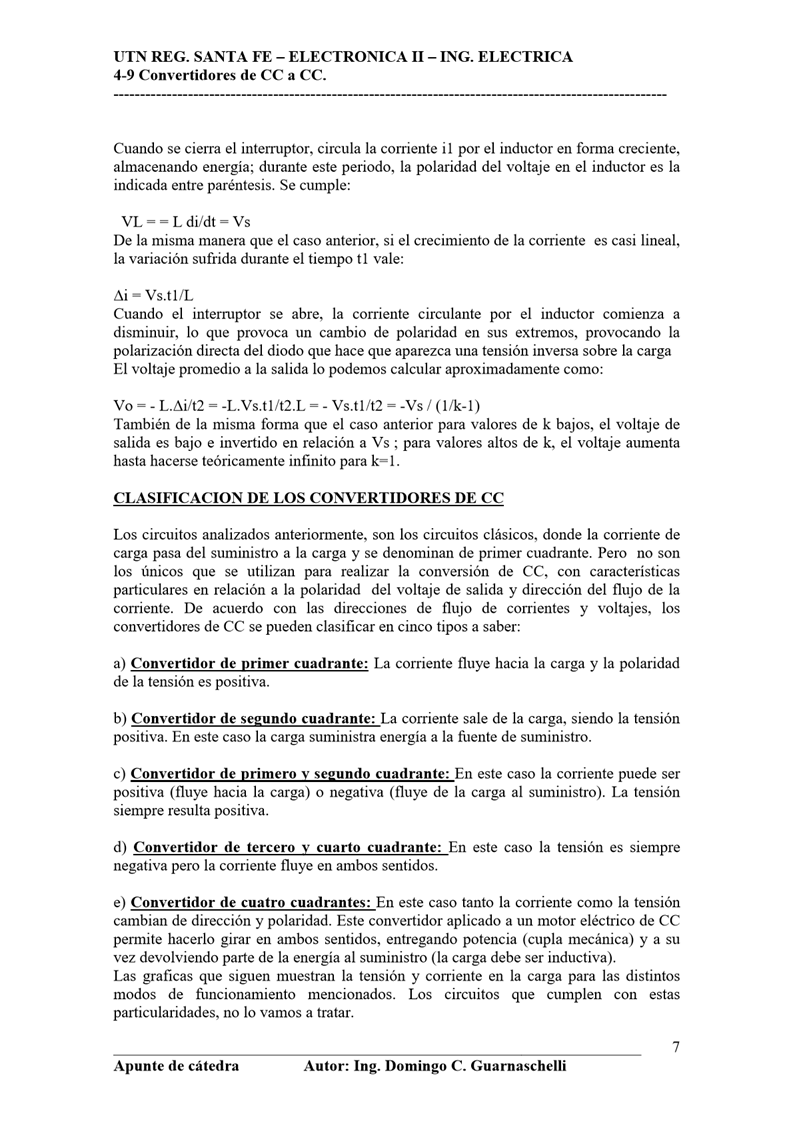 UTN REG. SANTA FE – ELECTRONICA II – ING. ELECTRICA
4-9 Convertidores de CC a CC.
--------------------------------------------------------------------------------------------------------
Cuando se cierra el interruptor, circula la corriente i1 por el inductor en forma creciente,
almacenando energía; durante este periodo, la polaridad del voltaje en el inductor es la
indicada entre paréntesis. Se cumple:
VL = = L di/dt = Vs
De la misma manera que el caso anterior, si el crecimiento de la corriente es casi lineal,
la variación sufrida durante el tiempo t1 vale:
Δi = Vs.t1/L
Cuando el interruptor se abre, la corriente circulante por el inductor comienza a
disminuir, lo que provoca un cambio de polaridad en sus extremos, provocando la
polarización directa del diodo que hace que aparezca una tensión inversa sobre la carga
El voltaje promedio a la salida lo podemos calcular aproximadamente como:
Vo = - L.Δi/t2 = -L.Vs.t1/t2.L = - Vs.t1/t2 = -Vs / (1/k-1)
También de la misma forma que el caso anterior para valores de k bajos, el voltaje de
salida es bajo e invertido en relación a Vs ; para valores altos de k, el voltaje aumenta
hasta hacerse teóricamente infinito para k=1.
CLASIFICACION DE LOS CONVERTIDORES DE CC
Los circuitos analizados anteriormente, son los circuitos clásicos, donde la corriente de
carga pasa del suministro a la carga y se denominan de primer cuadrante. Pero no son
los únicos que se utilizan para realizar la conversión de CC, con características
particulares en relación a la polaridad del voltaje de salida y dirección del flujo de la
corriente. De acuerdo con las direcciones de flujo de corrientes y voltajes, los
convertidores de CC se pueden clasificar en cinco tipos a saber:
a) Convertidor de primer cuadrante: La corriente fluye hacia la carga y la polaridad
de la tensión es positiva.
b) Convertidor de segundo cuadrante: La corriente sale de la carga, siendo la tensión
positiva. En este caso la carga suministra energía a la fuente de suministro.
c) Convertidor de primero y segundo cuadrante: En este caso la corriente puede ser
positiva (fluye hacia la carga) o negativa (fluye de la carga al suministro). La tensión
siempre resulta positiva.
d) Convertidor de tercero y cuarto cuadrante: En este caso la tensión es siempre
negativa pero la corriente fluye en ambos sentidos.
e) Convertidor de cuatro cuadrantes: En este caso tanto la corriente como la tensión
cambian de dirección y polaridad. Este convertidor aplicado a un motor eléctrico de CC
permite hacerlo girar en ambos sentidos, entregando potencia (cupla mecánica) y a su
vez devolviendo parte de la energía al suministro (la carga debe ser inductiva).
Las graficas que siguen muestran la tensión y corriente en la carga para las distintos
modos de funcionamiento mencionados. Los circuitos que cumplen con estas
particularidades, no lo vamos a tratar.
7
Apunte de cátedra Autor: Ing. Domingo C. Guarnaschelli